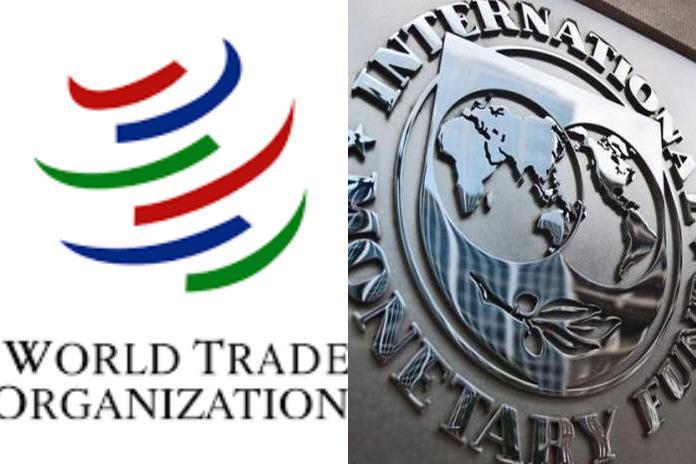 WORLD TRADE
ORGANIZATION
INTERNATIONAL
MONETARY FUND